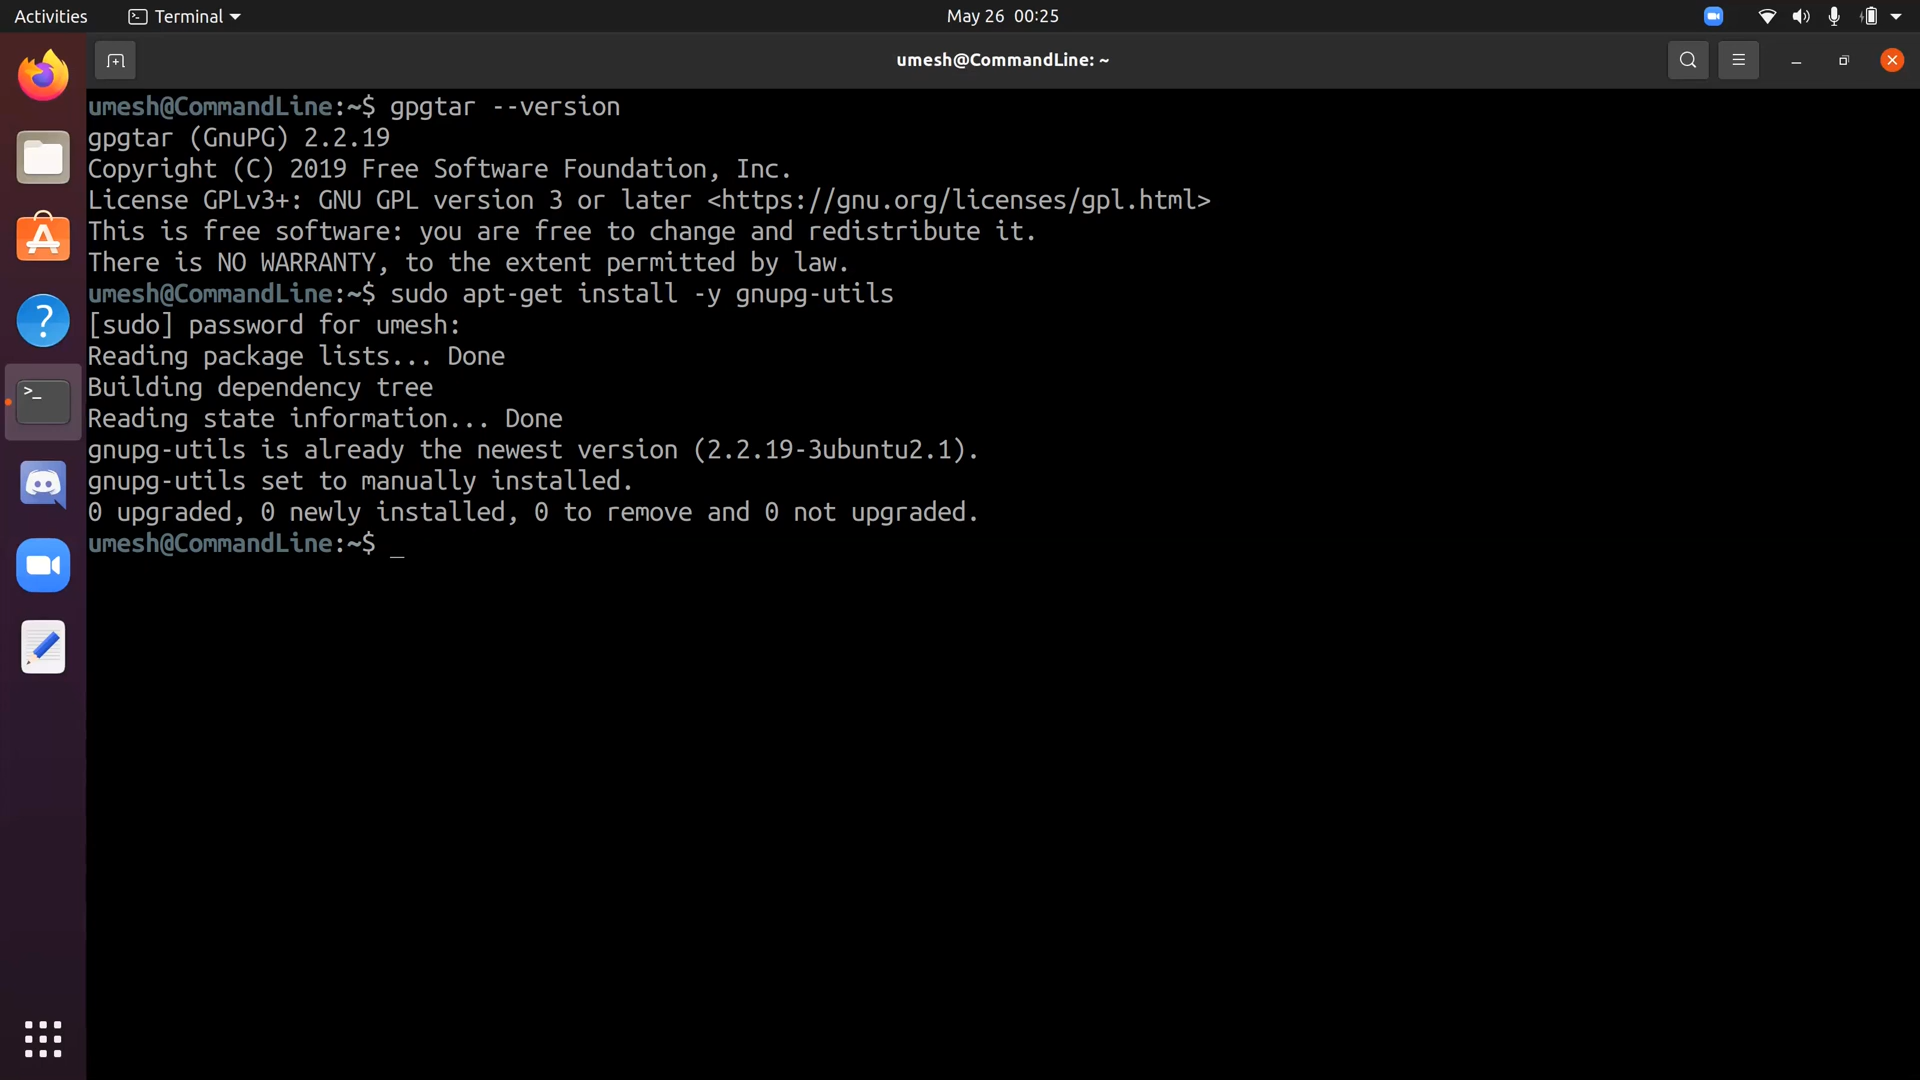 Activities
Terminal
May 26 00:25
umesh@CommandLine: ~
umesh@CommandLine:~$ gpgtar --version
gpgtar (GnuPG) 2.2.19
Copyright (C) 2019 Free Software Foundation, Inc.
License GPLv3+: GNU GPL version 3 or later <https://gnu.org/licenses/gpl.html>
This is free software: you are free to change and redistribute it.
There is NO WARRANTY, to the extent permitted by law.
umesh@CommandLine:~$ sudo apt-get install -y gnupg-utils
[sudo] password for umesh:
Reading package lists... Done
Building dependency tree
Reading state information... Done
gnupg-utils is already the newest version (2.2.19-3ubuntu2.1).
gnupg-utils set to manually installed.
0 upgraded, 0 newly installed, 0 to remove and 0 not upgraded.
umesh@CommandLine:~$ _